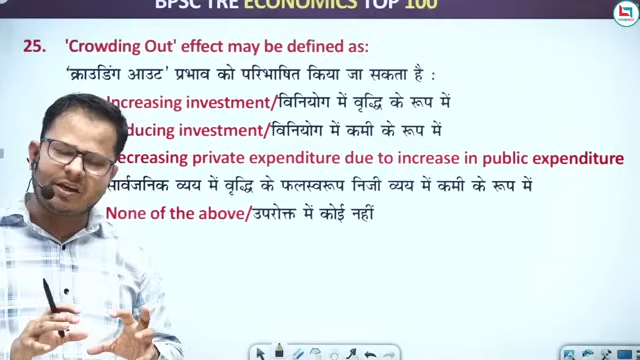 BPSC TRE ECONOMICS TOP 100
25. 'Crowding Out' effect may be defined as:
'क्राउडिंग आउट' प्रभाव को परिभाषित किया जा सकता है :
Increasing investment/विनियोग में वृद्धि के रूप में
ducing investment/विनियोग में कमी के रूप में
ecreasing private expenditure due to increase in public expenditure
सार्वजनिक व्यय में वृद्धि के फलस्वरूप निजी व्यय में कमी के रूप में
None of the above/उपरोक्त में कोई नहीं